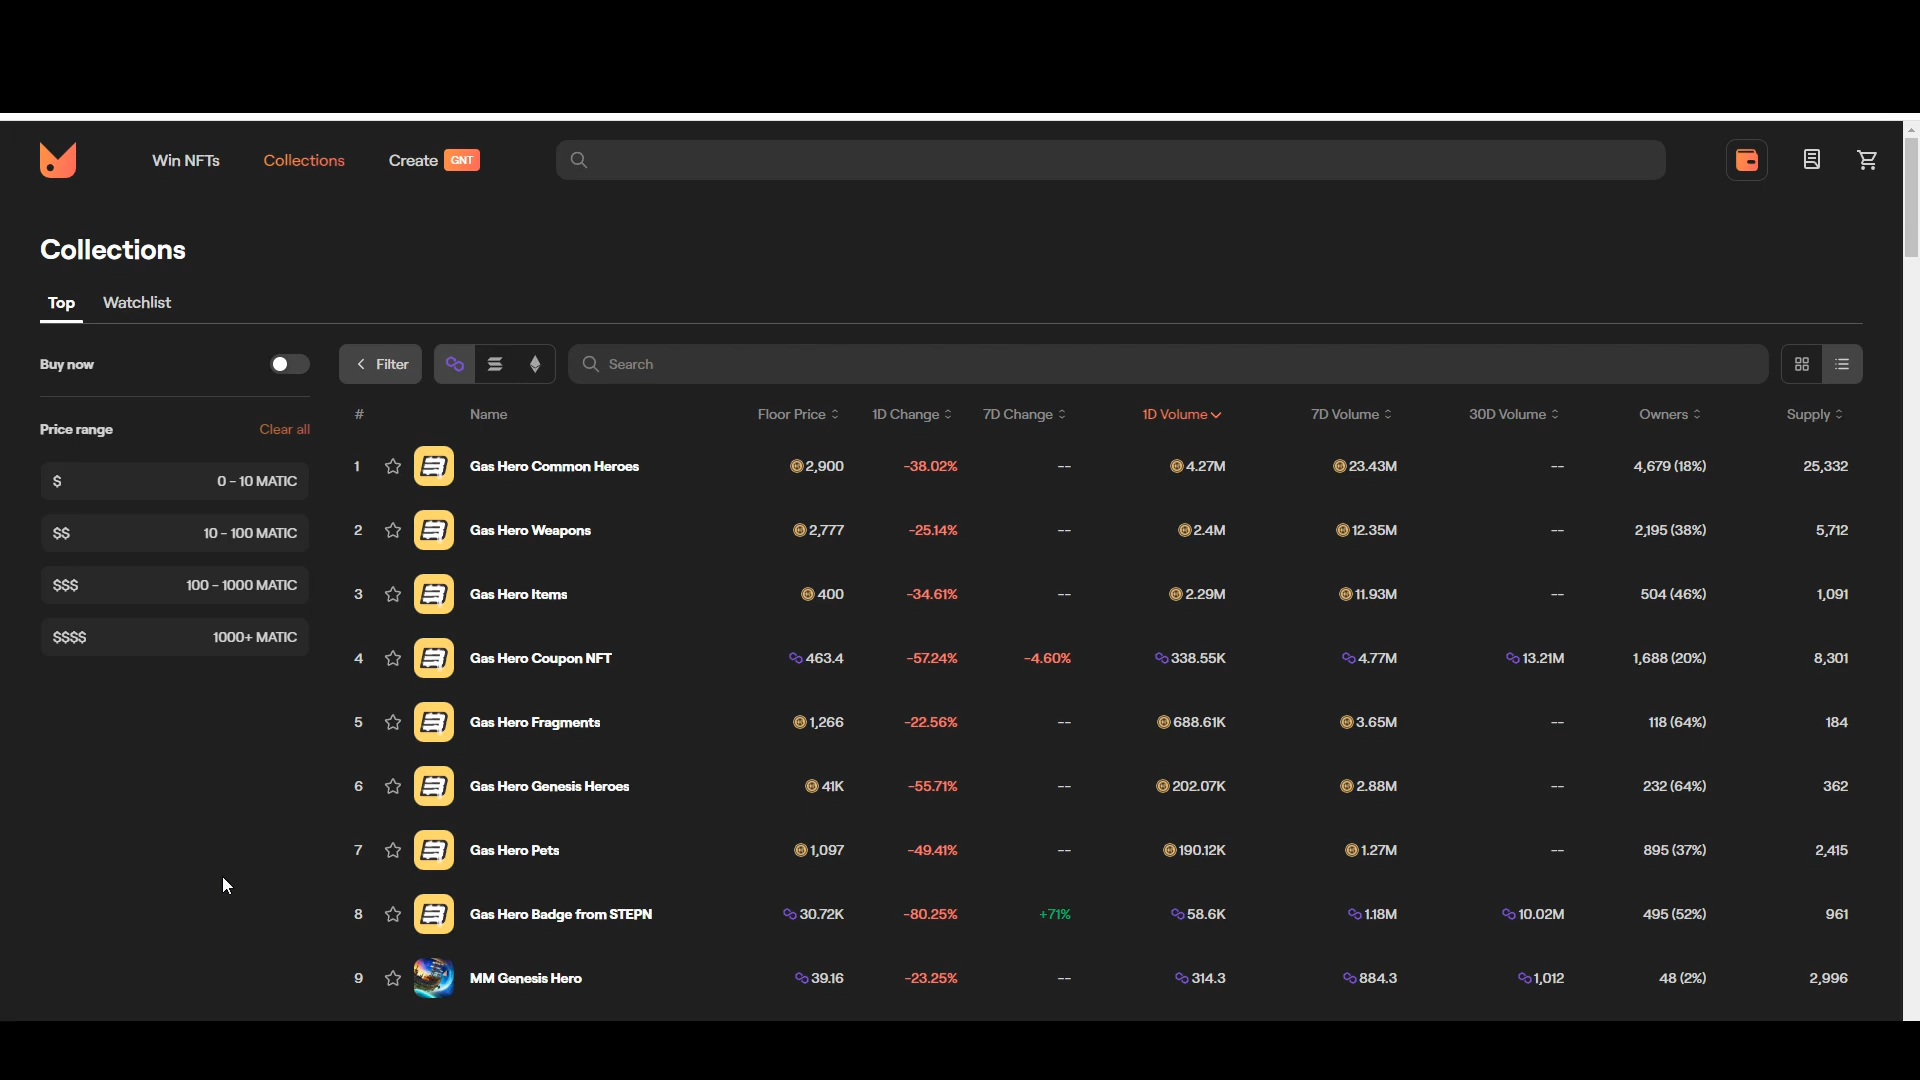 Win NFTs Collections Create GNT
Collections
Top Watchlist
Buy now
Filter
Search
# Name Floor Price 1D Change 7D Change 1D Volume 7D Volume 30D Volume Owners Supply
Price range Clear all
$ 0 - 10 MATIC
$$ 10 - 100 MATIC
$$$ 100 - 1000 MATIC
$$$$ 1000+ MATIC
1 Gas Hero Common Heroes 2,900 -38.02% -- 4.27M 23.43M -- 4,679 (18%) 25,332
2 Gas Hero Weapons 2,777 -25.14% -- 2.4M 12.35M -- 2,195 (38%) 5,712
3 Gas Hero Items 400 -34.61% -- 2.29M 11.93M -- 504 (46%) 1,091
4 Gas Hero Coupon NFT 463.4 -57.24% -4.60% 338.55K 4.77M 13.21M 1,688 (20%) 8,301
5 Gas Hero Fragments 1,266 -22.56% -- 688.61K 3.65M -- 118 (64%) 184
6 Gas Hero Genesis Heroes 41K -55.71% -- 202.07K 2.88M -- 232 (64%) 362
7 Gas Hero Pets 1,097 -49.41% -- 190.12K 1.27M -- 895 (37%) 2,415
8 Gas Hero Badge from STEPN 30.72K -80.25% +71% 58.6K 1.18M 10.02M 495 (52%) 961
9 MM Genesis Hero 39.16 -23.25% -- 314.3 884.3 1,012 48 (2%) 2,996